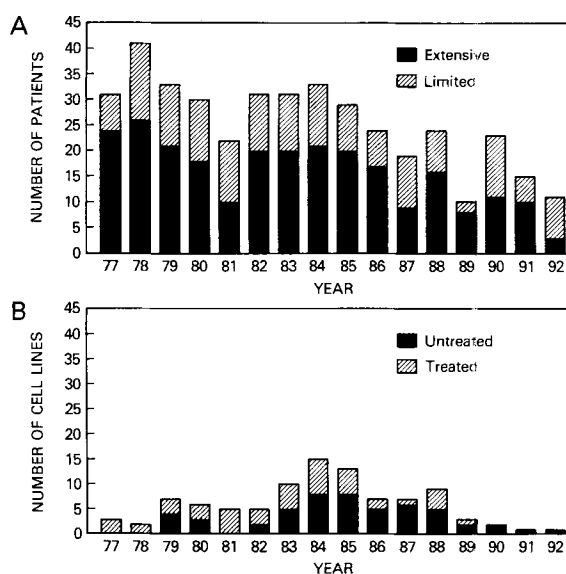 A
NUMBER OF PATIENTS
45
40
35
30
25
20
15
10
5
0
Extensive
Limited
77 78 79 80 81 82 83 84 85 86 87 88 89 90 91 92
YEAR
B
NUMBER OF CELL LINES
45
40
35
30
25
20
15
10
5
0
Untreated
Treated
77 78 79 80 81 82 83 84 85 86 87 88 89 90 91 92
YEAR